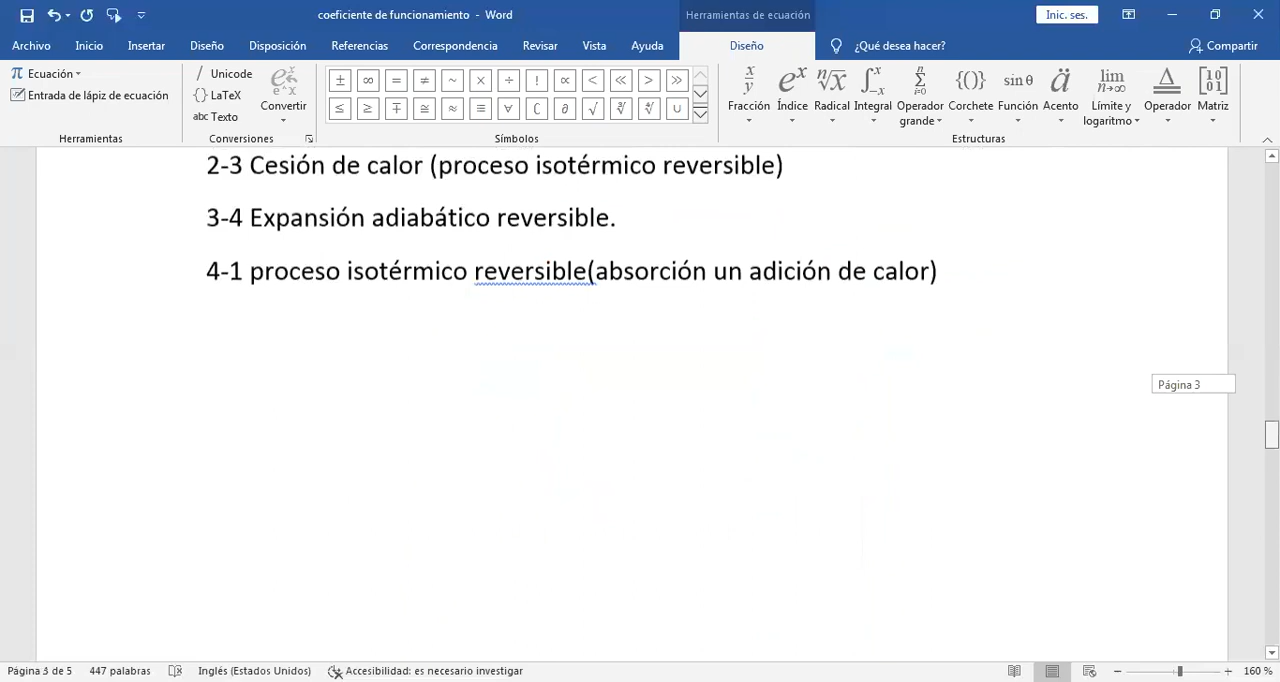 coeficiente de funcionamiento - Word
Herramientas de ecuación
Inic. ses.
Archivo Inicio Insertar Diseño Disposición Referencias Correspondencia Revisar Vista Ayuda Diseño ¿Qué desea hacer? Compartir
π Ecuación
Entrada de lápiz de ecuación
Herramientas
Unicode
{} LaTeX
abc Texto
Convertir
Conversiones
± ∞ = ≠ ~ × ÷ ! ∝ < ≪ > ≫
≤ ≥ ∓ ≅ ≈ ≡ ∀ ∁ ∂ √ ∛ ∜ ∪
Símbolos
Fracción Índice Radical Integral Operador grande Corchete Función Acento Límite y logaritmo Operador Matriz
Estructuras
2-3 Cesión de calor (proceso isotérmico reversible)
3-4 Expansión adiabático reversible.
4-1 proceso isotérmico reversible(absorción un adición de calor)
Página 3
Página 3 de 5 447 palabras Inglés (Estados Unidos) Accesibilidad: es necesario investigar 160 %